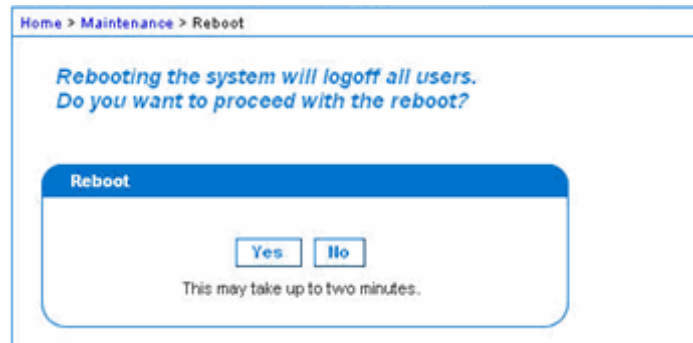 Home > Maintenance > Reboot
Rebooting the system will logoff all users.
Do you want to proceed with the reboot?
Reboot
Yes No
This may take up to two minutes.